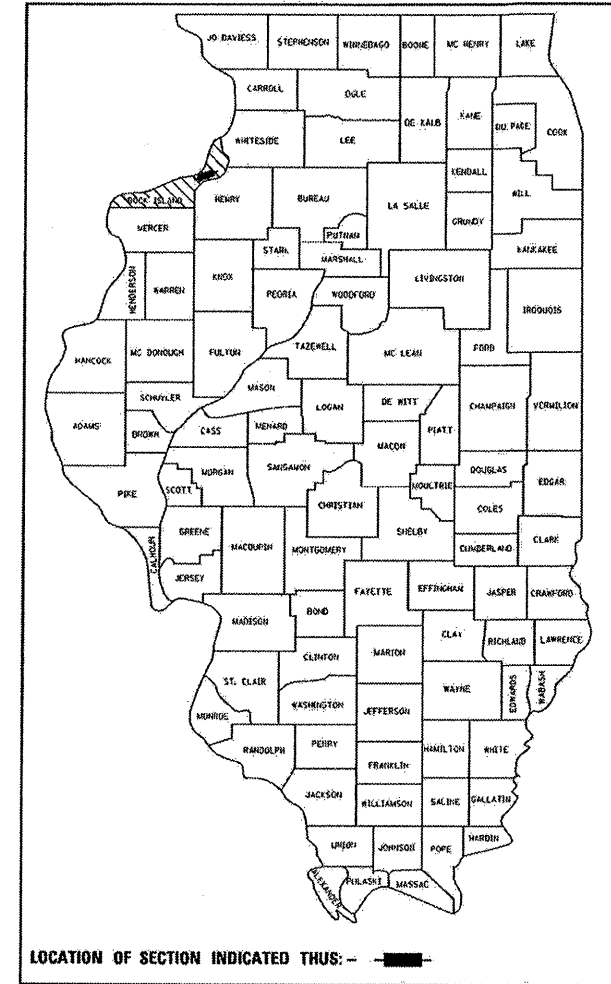 JO DAVIESS STEPHENSON WINNEBAGO BOONE MC HENRY LAKE
CARROLL OGLE DE KALB KANE DU PAGE COOK
WHITESIDE LEE
KENDALL WILL
ROCK ISLAND HENRY BUREAU LA SALLE GRUNDY
MERCER PUTNAM
STARK MARSHALL KANKAKEE
HENDERSON WARREN KNOX PEORIA WOODFORD LIVINGSTON IROQUOIS
HANCOCK MC DONOUGH FULTON TAZEWELL MC LEAN FORD
SCHUYLER MASON LOGAN DE WITT CHAMPAIGN VERMILION
ADAMS BROWN CASS MENARD MACON PIATT
PIKE SCOTT MORGAN SANGAMON CHRISTIAN MOULTRIE DOUGLAS EDGAR
COLES
CALHOUN GREENE MACOUPIN MONTGOMERY SHELBY CUMBERLAND CLARK
JERSEY
MADISON BOND FAYETTE EFFINGHAM JASPER CRAWFORD
CLAY RICHLAND LAWRENCE
ST. CLAIR CLINTON MARION WAYNE EDWARDS WABASH
MONROE WASHINGTON JEFFERSON
RANDOLPH PERRY HAMILTON WHITE
FRANKLIN
JACKSON WILLIAMSON SALINE GALLATIN
UNION JOHNSON POPE HARDIN
ALEXANDER PULASKI MASSAC
LOCATION OF SECTION INDICATED THUS: -